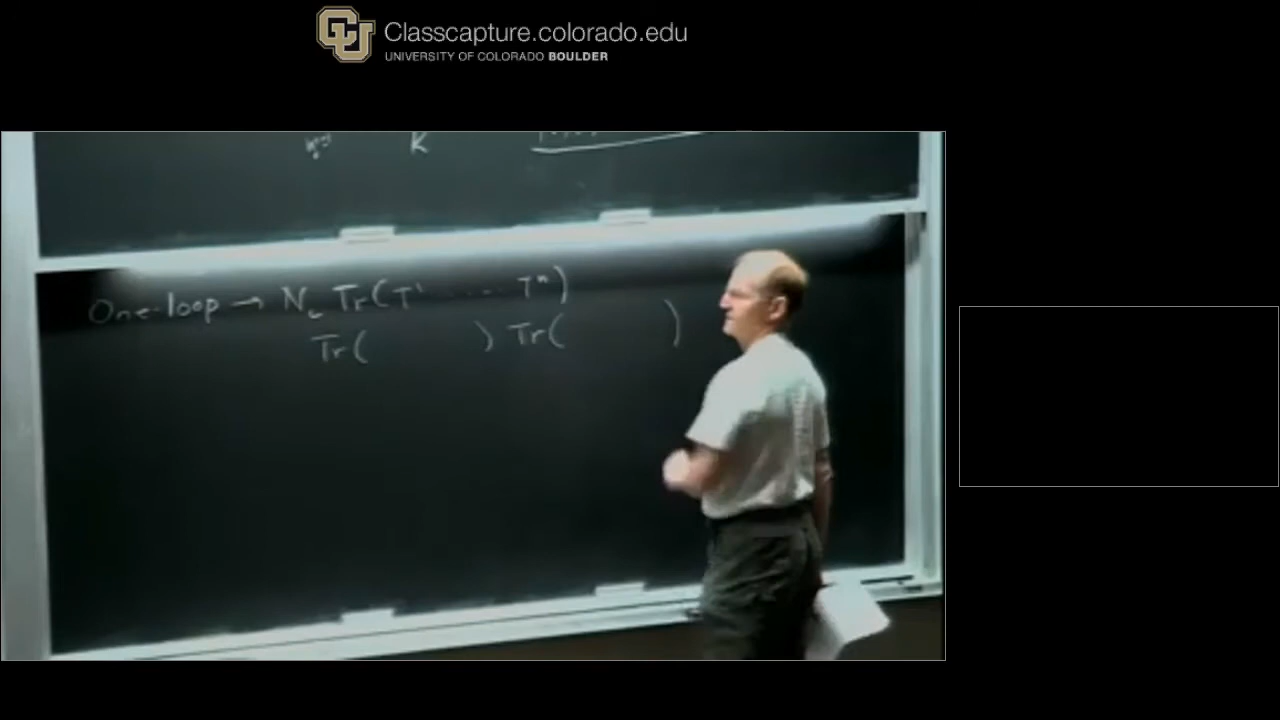 Classcapture.colorado.edu
UNIVERSITY OF COLORADO BOULDER
K
One-loop → N_c Tr(T¹ ..... Tⁿ)
Tr( ) Tr( )